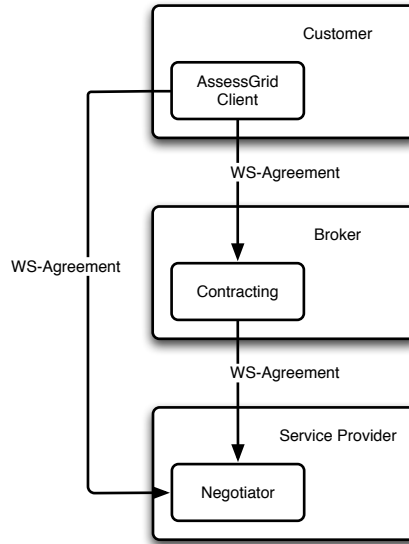 Customer
AssessGrid
Client
WS-Agreement
Broker
WS-Agreement
Contracting
WS-Agreement
Service Provider
Negotiator